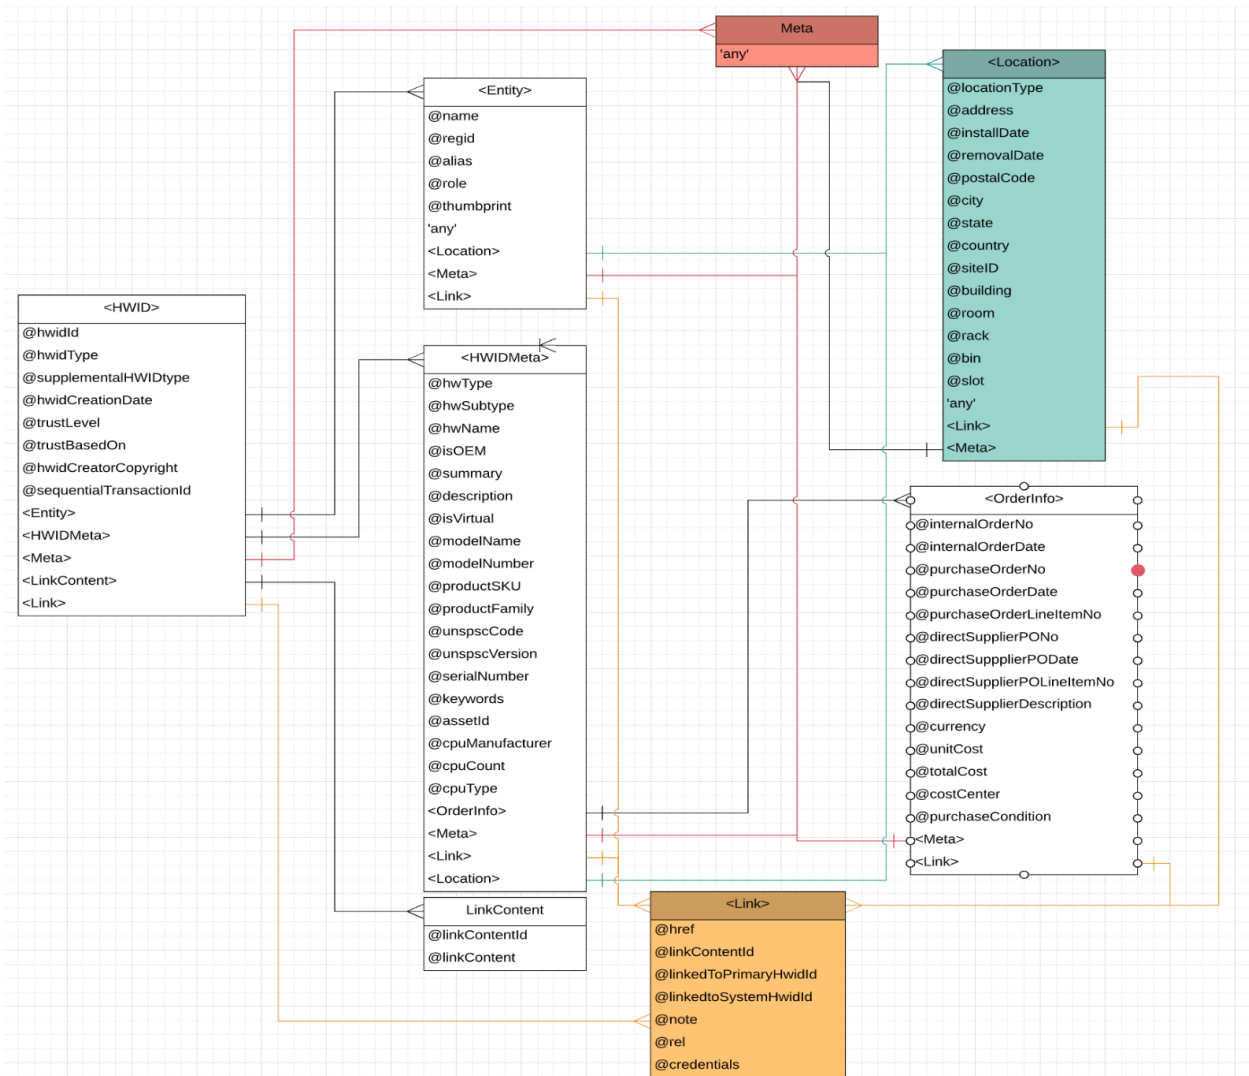 Meta
'any'
<Location>
@locationType
@address
@installDate
@removalDate
@postalCode
@city
@state
@country
@siteID
@building
@room
@rack
@bin
@slot
'any'
<Link>
<Meta>
<Entity>
@name
@regid
@alias
@role
@thumbprint
'any'
<Location>
<Meta>
<Link>
<HWID>
@hwidId
@hwidType
@supplementalHWIDtype
@hwidCreationDate
@trustLevel
@trustBasedOn
@hwidCreatorCopyright
@sequentialTransactionId
<Entity>
<HWIDMeta>
<Meta>
<LinkContent>
<Link>
<HWIDMeta>
@hwType
@hwSubtype
@hwName
@isOEM
@summary
@description
@isVirtual
@modelName
@modelNumber
@productSKU
@productFamily
@unspscCode
@unspscVersion
@serialNumber
@keywords
@assetId
@cpuManufacturer
@cpuCount
@cpuType
<OrderInfo>
<Meta>
<Link>
<Location>
<OrderInfo>
@internalOrderNo
@internalOrderDate
@purchaseOrderNo
@purchaseOrderDate
@purchaseOrderLineItemNo
@directSupplierPONo
@directSuppplierPODate
@directSupplierPOLineItemNo
@directSupplierDescription
@currency
@unitCost
@totalCost
@costCenter
@purchaseCondition
<Meta>
<Link>
LinkContent
@linkContentId
@linkContent
<Link>
@href
@linkContentId
@linkedToPrimaryHwidId
@linkedtoSystemHwidId
@note
@rel
@credentials